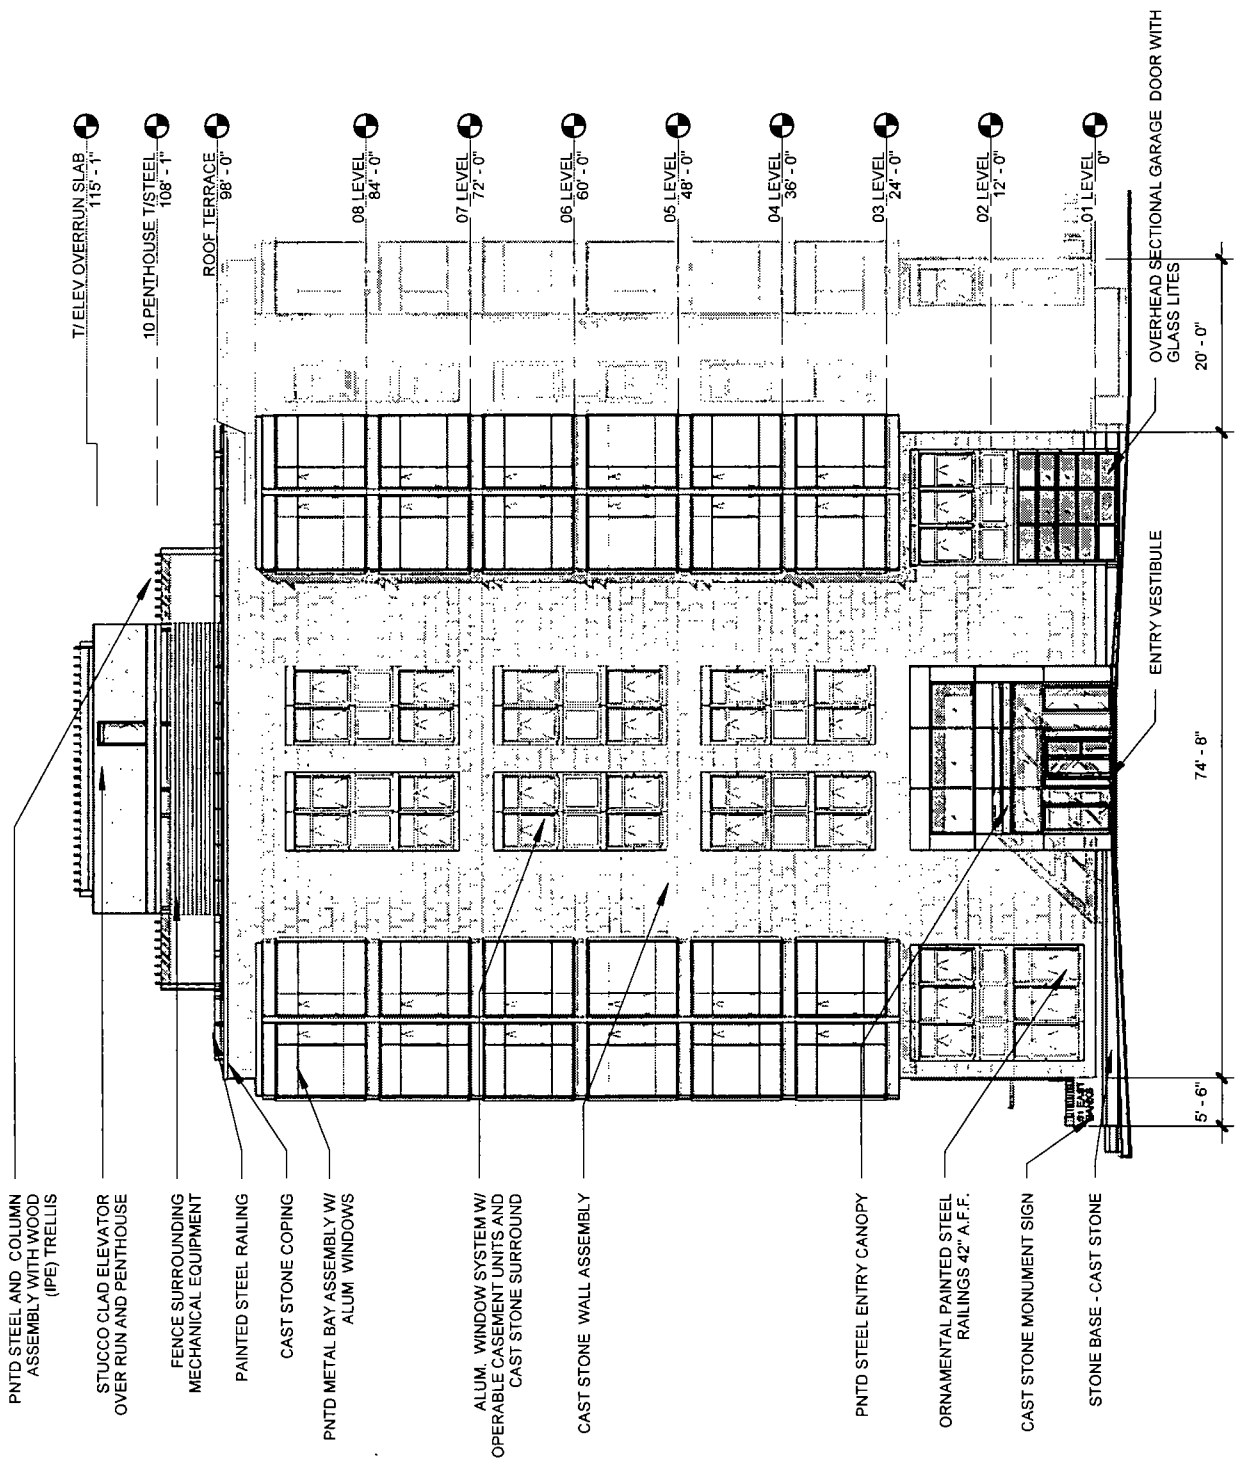 PNTD STEEL AND COLUMN
ASSEMBLY WITH WOOD
(IPE) TRELLIS
STUCCO CLAD ELEVATOR
OVER RUN AND PENTHOUSE
FENCE SURROUNDING
MECHANICAL EQUIPMENT
PAINTED STEEL RAILING
CAST STONE COPING
PNTD METAL BAY ASSEMBLY W/
ALUM WINDOWS
ALUM. WINDOW SYSTEM W/
OPERABLE CASEMENT UNITS AND
CAST STONE SURROUND
CAST STONE WALL ASSEMBLY
PNTD STEEL ENTRY CANOPY
ORNAMENTAL PAINTED STEEL
RAILINGS 42" A.F.F.
CAST STONE MONUMENT SIGN
STONE BASE - CAST STONE
T/ ELEV OVERRUN SLAB
115' - 1"
10 PENTHOUSE T/STEEL
108' - 1"
ROOF TERRACE
98' - 0"
08 LEVEL
84' - 0"
07 LEVEL
72' - 0"
06 LEVEL
60' - 0"
05 LEVEL
48' - 0"
04 LEVEL
36' - 0"
03 LEVEL
24' - 0"
02 LEVEL
12' - 0"
01 LEVEL
0"
OVERHEAD SECTIONAL GARAGE DOOR WITH
GLASS LITES
ENTRY VESTIBULE
5' - 6"
74' - 8"
20' - 0"